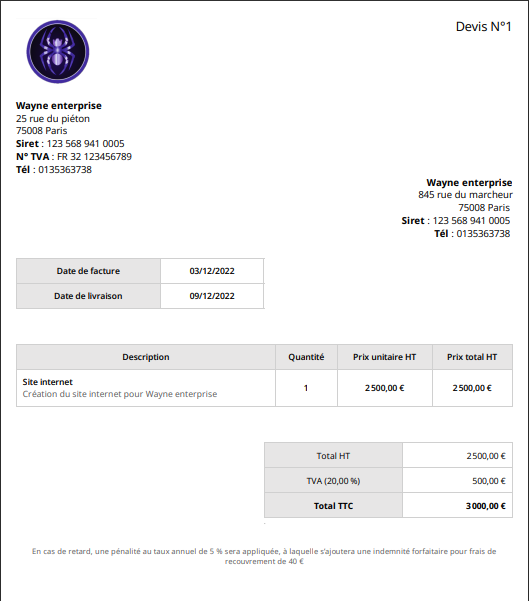 Devis N°1
Wayne enterprise
25 rue du piéton
75008 Paris
Siret : 123 568 941 0005
N° TVA : FR 32 123456789
Tél : 0135363738
Wayne enterprise
845 rue du marcheur
75008 Paris
Siret : 123 568 941 0005
Tél : 0135363738
Date de facture 03/12/2022
Date de livraison 09/12/2022
Description Quantité Prix unitaire HT Prix total HT
Site internet
Création du site internet pour Wayne enterprise 1 2 500,00 € 2 500,00 €
Total HT 2 500,00 €
TVA (20,00 %) 500,00 €
Total TTC 3 000,00 €
En cas de retard, une pénalité au taux annuel de 5 % sera appliquée, à laquelle s'ajoutera une indemnité forfaitaire pour frais de
recouvrement de 40 €